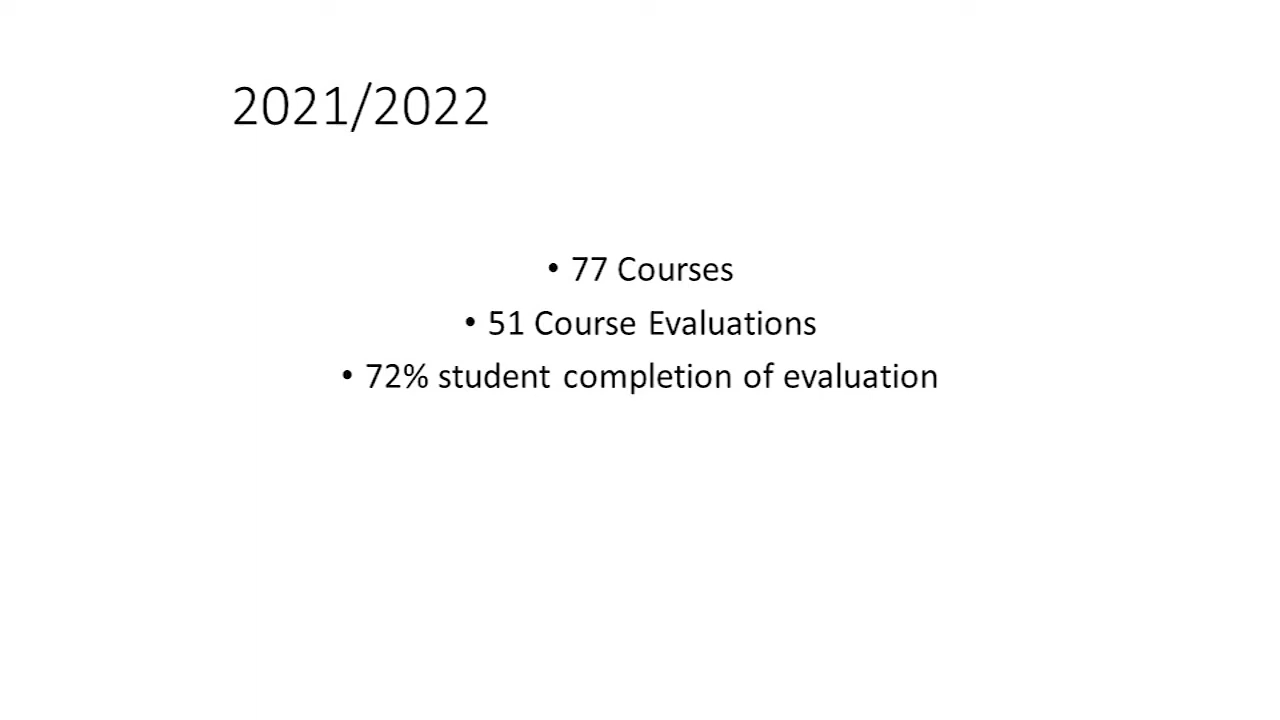 2021/2022
• 77 Courses
• 51 Course Evaluations
• 72% student completion of evaluation